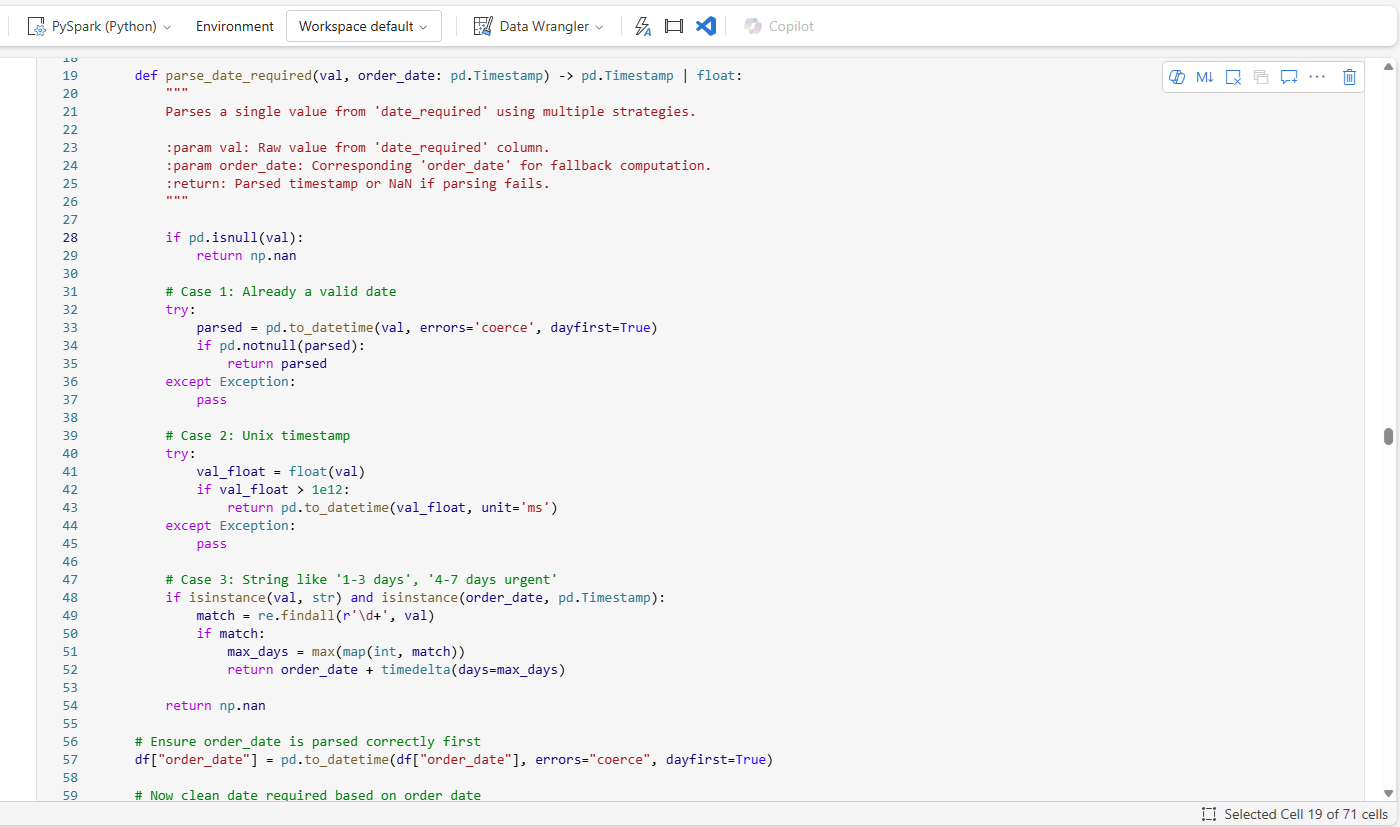 PySpark (Python) Environment Workspace default Data Wrangler Copilot
18
19 def parse_date_required(val, order_date: pd.Timestamp) -> pd.Timestamp | float:
M↓ ...
20 """
21 Parses a single value from 'date_required' using multiple strategies.
22
23 :param val: Raw value from 'date_required' column.
24 :param order_date: Corresponding 'order_date' for fallback computation.
25 :return: Parsed timestamp or NaN if parsing fails.
26 """
27
28 if pd.isnull(val):
29 return np.nan
30
31 # Case 1: Already a valid date
32 try:
33 parsed = pd.to_datetime(val, errors='coerce', dayfirst=True)
34 if pd.notnull(parsed):
35 return parsed
36 except Exception:
37 pass
38
39 # Case 2: Unix timestamp
40 try:
41 val_float = float(val)
42 if val_float > 1e12:
43 return pd.to_datetime(val_float, unit='ms')
44 except Exception:
45 pass
46
47 # Case 3: String like '1-3 days', '4-7 days urgent'
48 if isinstance(val, str) and isinstance(order_date, pd.Timestamp):
49 match = re.findall(r'\d+', val)
50 if match:
51 max_days = max(map(int, match))
52 return order_date + timedelta(days=max_days)
53
54 return np.nan
55
56 # Ensure order_date is parsed correctly first
57 df["order_date"] = pd.to_datetime(df["order_date"], errors="coerce", dayfirst=True)
58
59 # Now clean date required based on order date
Selected Cell 19 of 71 cells